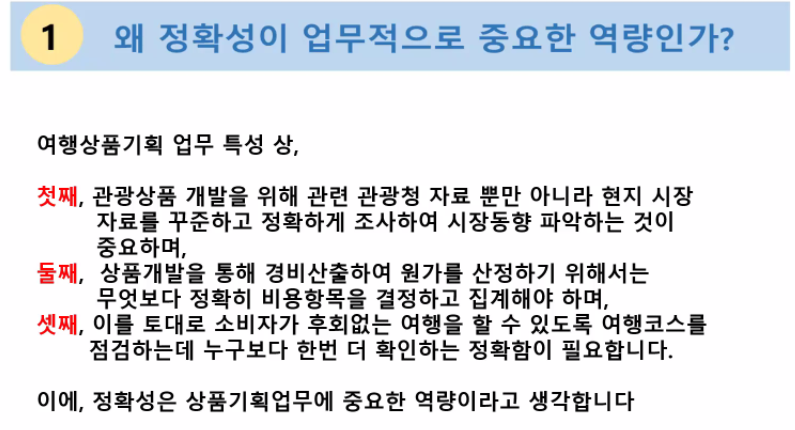 1 왜 정확성이 업무적으로 중요한 역량인가?
여행상품기획 업무 특성 상,
첫째, 관광상품 개발을 위해 관련 관광청 자료 뿐만 아니라 현지 시장
자료를 꾸준하고 정확하게 조사하여 시장동향 파악하는 것이
중요하며,
둘째, 상품개발을 통해 경비산출하여 원가를 산정하기 위해서는
무엇보다 정확히 비용항목을 결정하고 집계해야 하며,
셋째, 이를 토대로 소비자가 후회없는 여행을 할 수 있도록 여행코스를
점검하는데 누구보다 한번 더 확인하는 정확함이 필요합니다.
이에, 정확성은 상품기획업무에 중요한 역량이라고 생각합니다